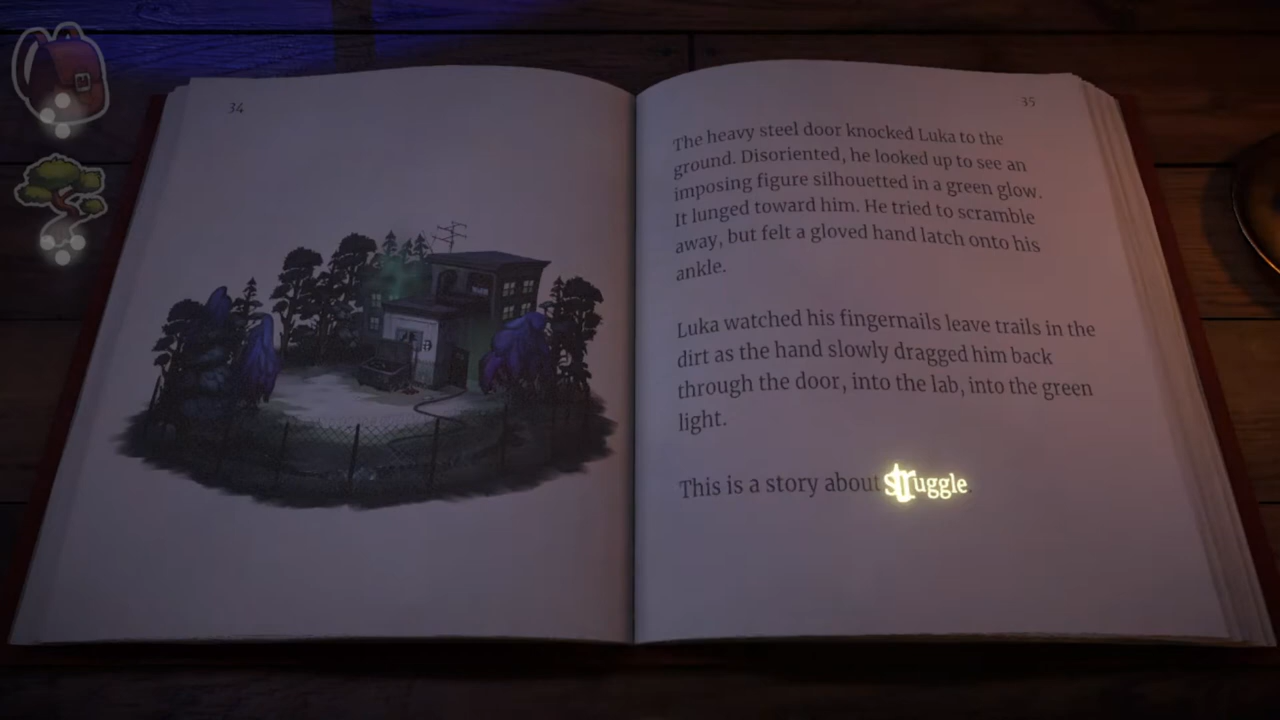 34
35
The heavy steel door knocked Luka to the
ground. Disoriented, he looked up to see an
imposing figure silhouetted in a green glow.
It lunged toward him. He tried to scramble
away, but felt a gloved hand latch onto his
ankle.
Luka watched his fingernails leave trails in the
dirt as the hand slowly dragged him back
through the door, into the lab, into the green
light.
This is a story about struggle.